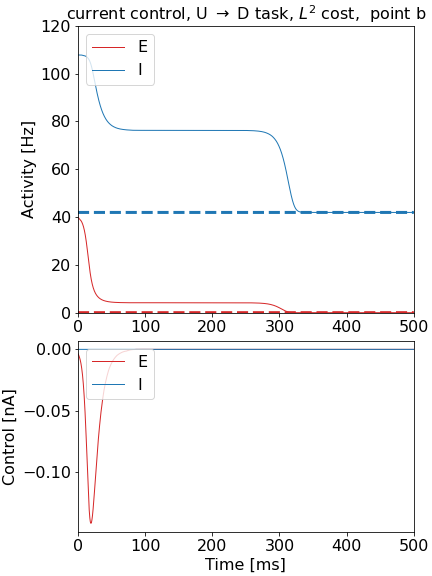 current control, U → D task, L² cost,  point b
120
100
80
60
40
20
0
Activity [Hz]
E
I
0 100 200 300 400 500
0.00
−0.05
−0.10
Control [nA]
E
I
0 100 200 300 400 500
Time [ms]